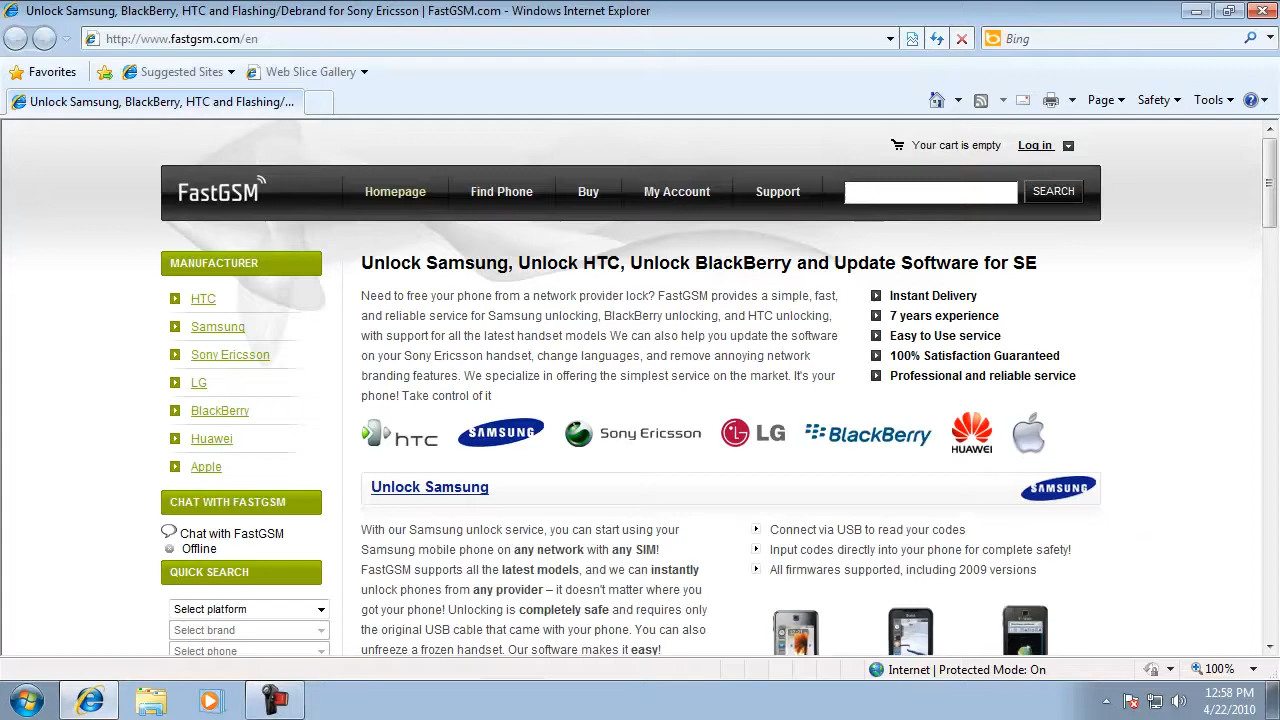 Unlock Samsung, BlackBerry, HTC and Flashing/Debrand for Sony Ericsson | FastGSM.com - Windows Internet Explorer
http://www.fastgsm.com/en
Bing
Favorites
Suggested Sites
Web Slice Gallery
Unlock Samsung, BlackBerry, HTC and Flashing/...
Page
Safety
Tools
Your cart is empty
Log in
FastGSM
Homepage
Find Phone
Buy
My Account
Support
SEARCH
MANUFACTURER
HTC
Samsung
Sony Ericsson
LG
BlackBerry
Huawei
Apple
CHAT WITH FASTGSM
Chat with FastGSM
Offline
QUICK SEARCH
Select platform
Select brand
Select phone
Unlock Samsung, Unlock HTC, Unlock BlackBerry and Update Software for SE
Need to free your phone from a network provider lock? FastGSM provides a simple, fast,
and reliable service for Samsung unlocking, BlackBerry unlocking, and HTC unlocking,
with support for all the latest handset models We can also help you update the software
on your Sony Ericsson handset, change languages, and remove annoying network
branding features. We specialize in offering the simplest service on the market. It's your
phone! Take control of it
Instant Delivery
7 years experience
Easy to Use service
100% Satisfaction Guaranteed
Professional and reliable service
hTC
SAMSUNG
Sony Ericsson
LG
BlackBerry
HUAWEI
Unlock Samsung
SAMSUNG
With our Samsung unlock service, you can start using your
Samsung mobile phone on any network with any SIM!
FastGSM supports all the latest models, and we can instantly
unlock phones from any provider – it doesn't matter where you
got your phone! Unlocking is completely safe and requires only
the original USB cable that came with your phone. You can also
unfreeze a frozen handset. Our software makes it easy!
Connect via USB to read your codes
Input codes directly into your phone for complete safety!
All firmwares supported, including 2009 versions
Internet | Protected Mode: On
100%
12:58 PM
4/22/2010